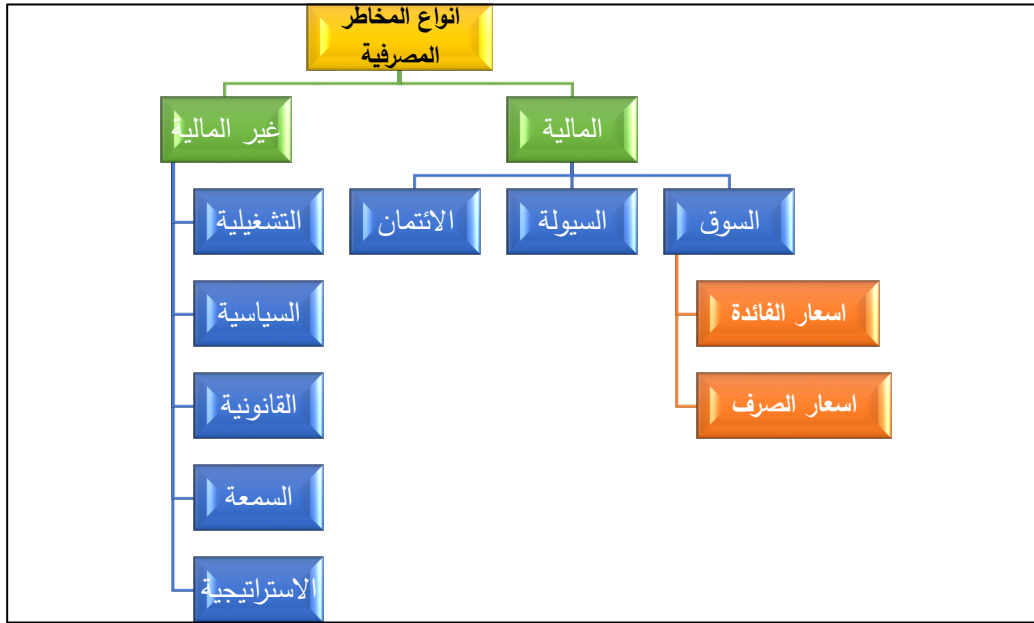 انواع المخاطر
المصرفية
المالية
غير المالية
السوق
السيولة
الائتمان
اسعار الفائدة
اسعار الصرف
التشغيلية
السياسية
القانونية
السمعة
الاستراتيجية